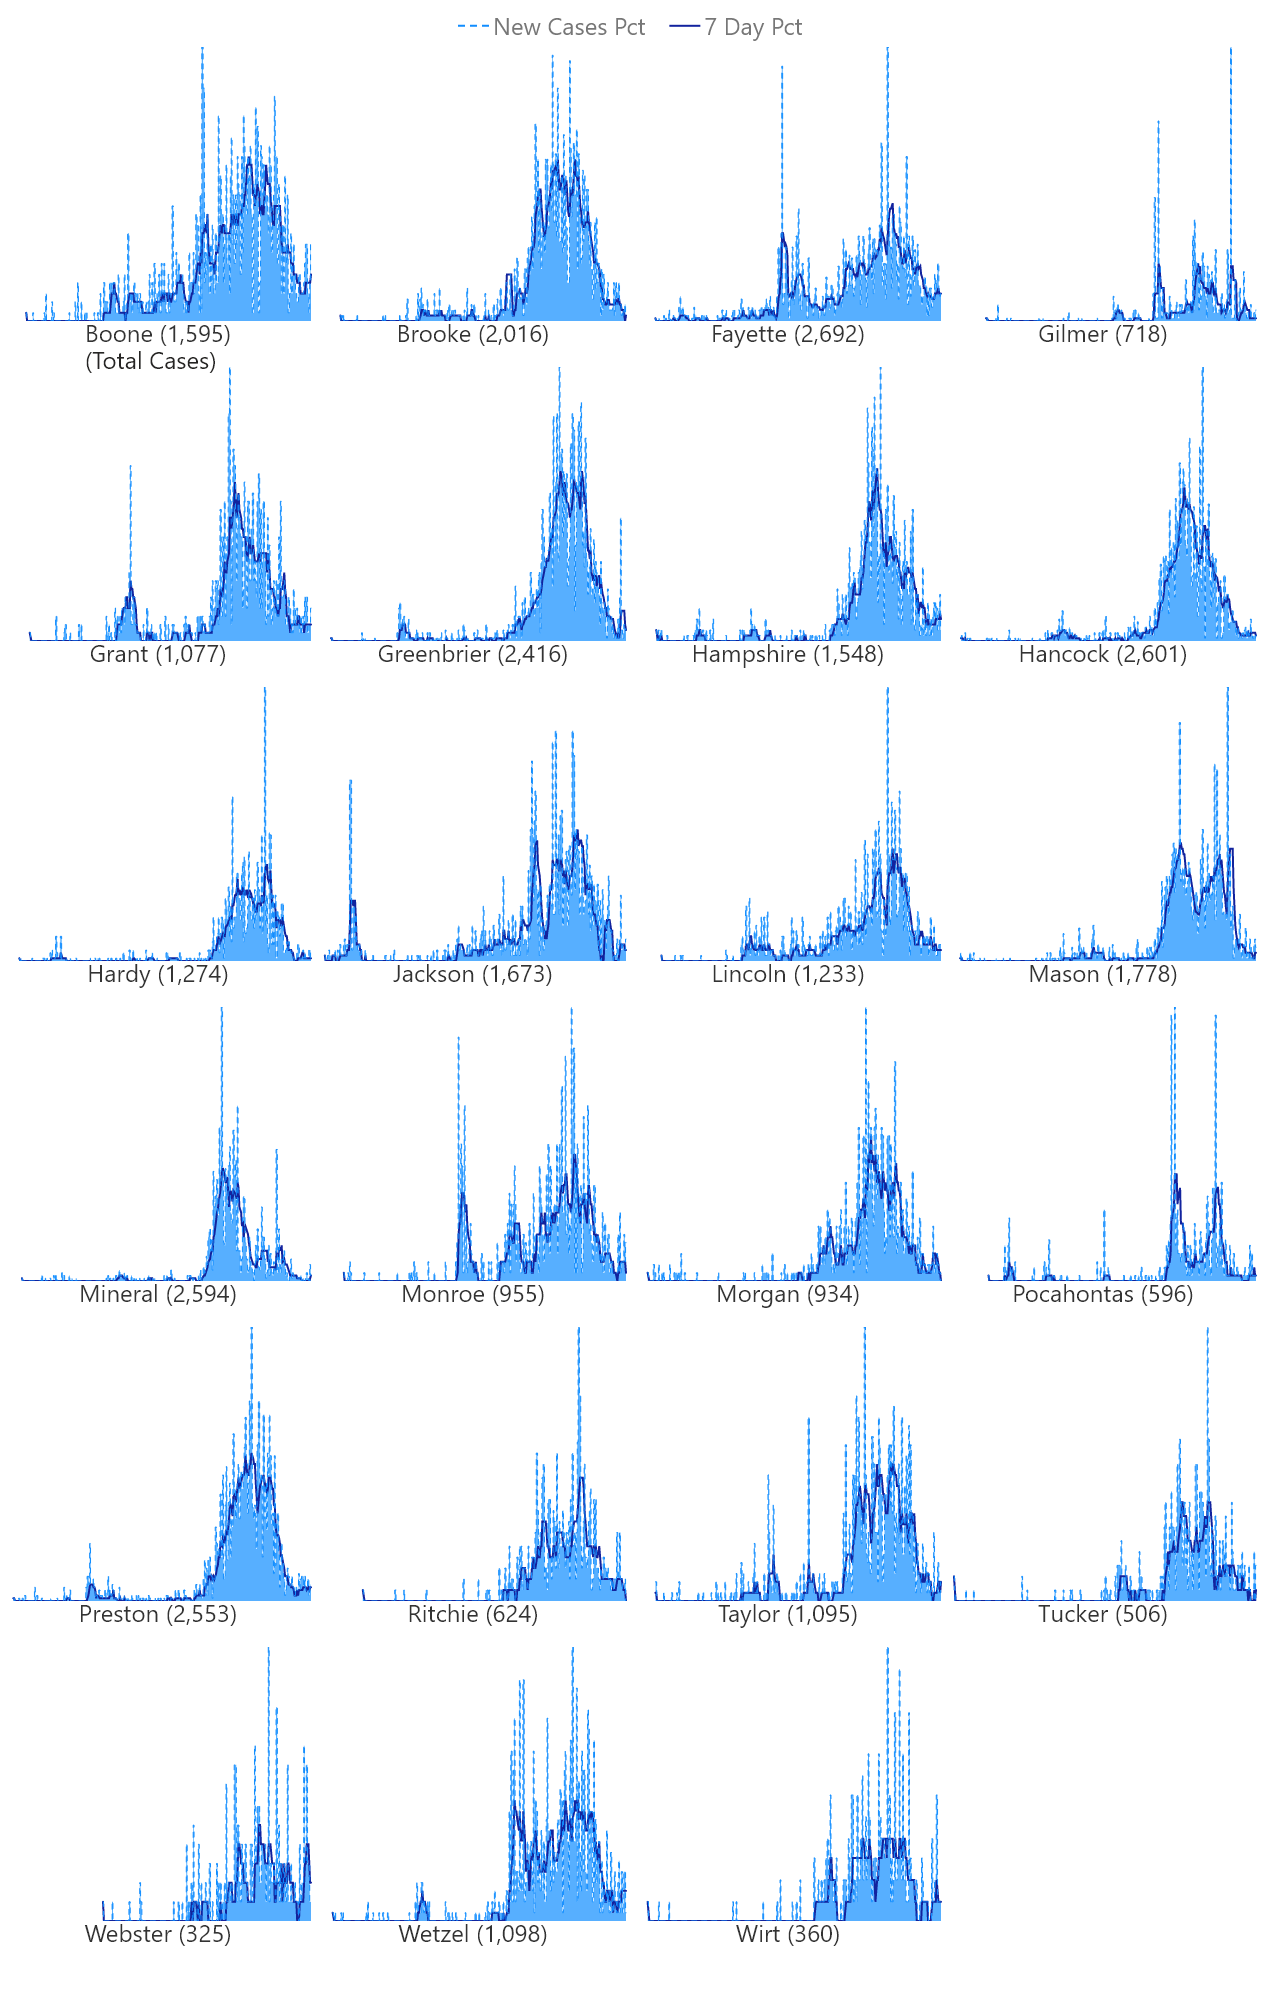 New Cases Pct 7 Day Pct
Boone (1,595) Brooke (2,016) Fayette (2,692) Gilmer (718)
(Total Cases)
Grant (1,077) Greenbrier (2,416) Hampshire (1,548) Hancock (2,601)
Hardy (1,274) Jackson (1,673) Lincoln (1,233) Mason (1,778)
Mineral (2,594) Monroe (955) Morgan (934) Pocahontas (596)
Preston (2,553) Ritchie (624) Taylor (1,095) Tucker (506)
Webster (325) Wetzel (1,098) Wirt (360)